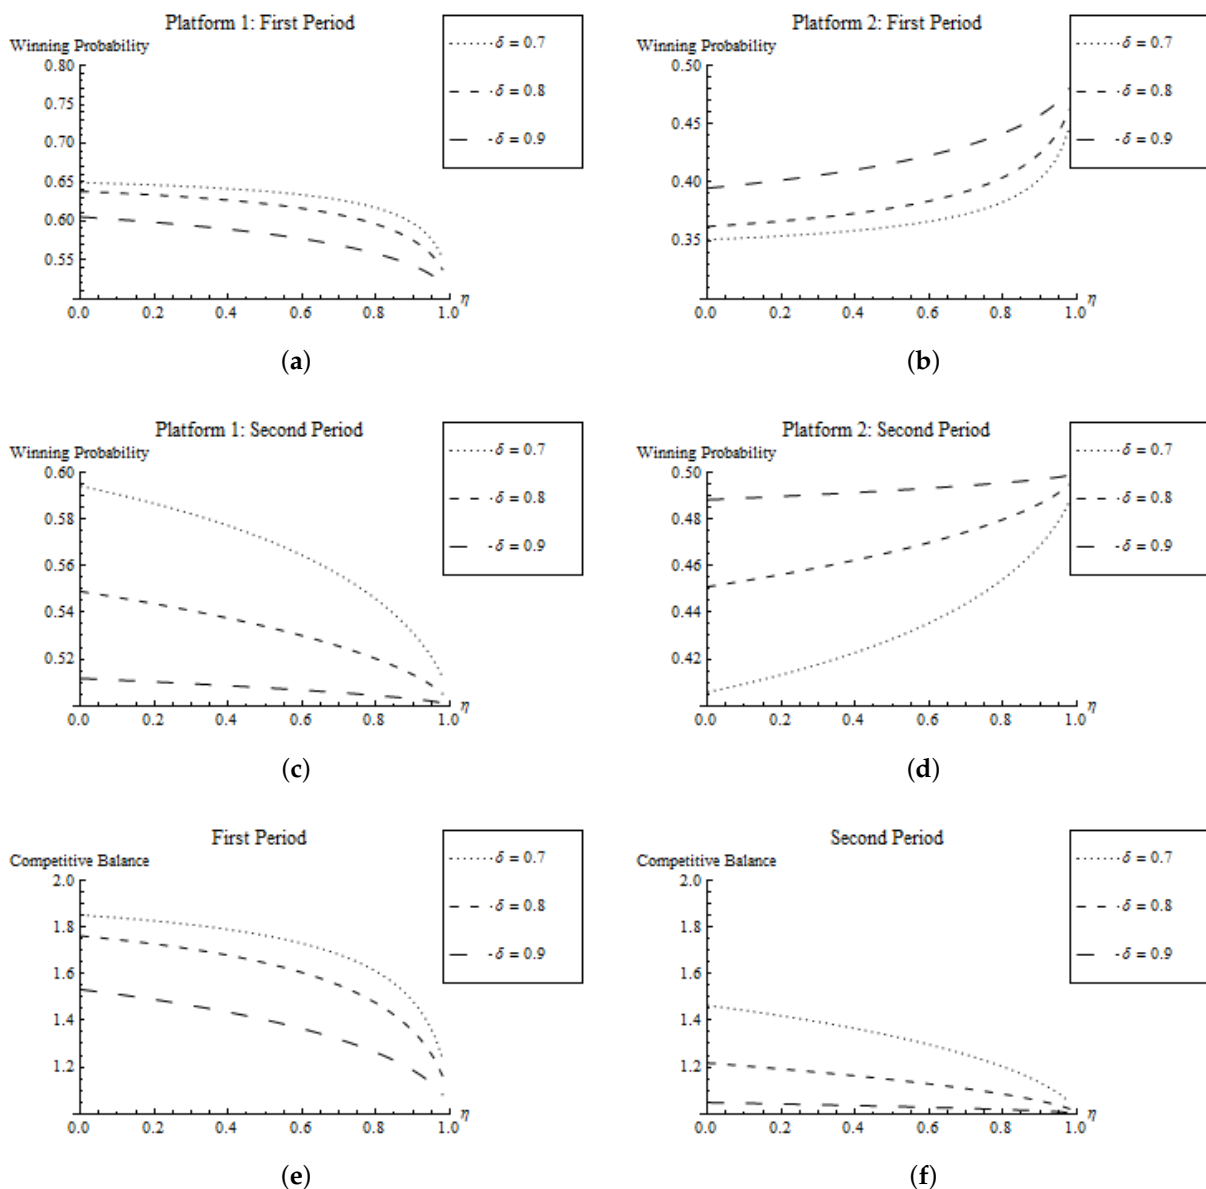 Platform 1: First Period
Winning Probability
0.80
0.75
0.70
0.65
0.60
0.55
0.0 0.2 0.4 0.6 0.8 1.0 η
δ = 0.7
δ = 0.8
δ = 0.9
(a)
Platform 2: First Period
Winning Probability
0.50
0.45
0.40
0.35
0.0 0.2 0.4 0.6 0.8 1.0 η
δ = 0.7
δ = 0.8
δ = 0.9
(b)
Platform 1: Second Period
Winning Probability
0.60
0.58
0.56
0.54
0.52
0.0 0.2 0.4 0.6 0.8 1.0 η
δ = 0.7
δ = 0.8
δ = 0.9
(c)
Platform 2: Second Period
Winning Probability
0.50
0.48
0.46
0.44
0.42
0.0 0.2 0.4 0.6 0.8 1.0 η
δ = 0.7
δ = 0.8
δ = 0.9
(d)
First Period
Competitive Balance
2.0
1.8
1.6
1.4
1.2
0.0 0.2 0.4 0.6 0.8 1.0 η
δ = 0.7
δ = 0.8
δ = 0.9
(e)
Second Period
Competitive Balance
2.0
1.8
1.6
1.4
1.2
0.0 0.2 0.4 0.6 0.8 1.0 η
δ = 0.7
δ = 0.8
δ = 0.9
(f)